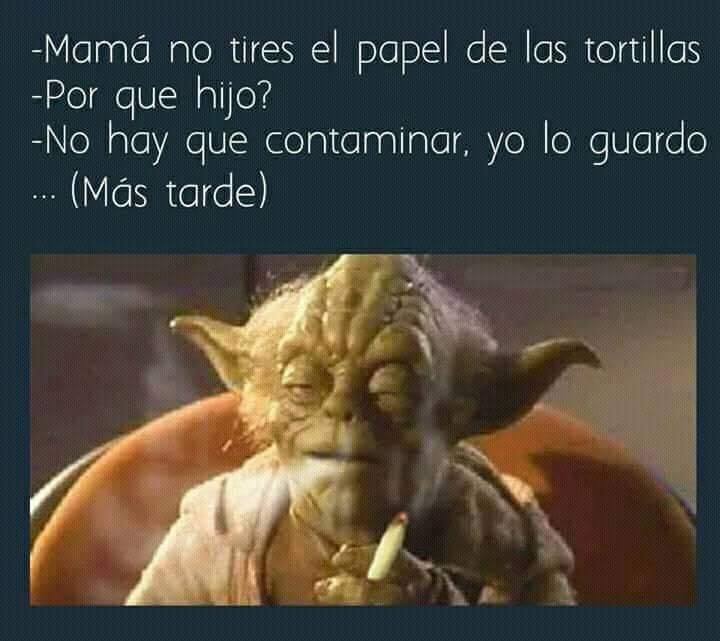 -Mamá no tires el papel de las tortillas
-Por que hijo?
-No hay que contaminar, yo lo guardo
... (Más tarde)